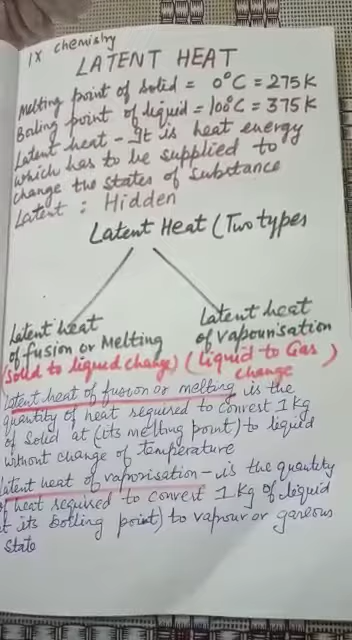 IX chemistry
LATENT HEAT
Melting point of Solid = 0°C = 275K
Boiling point of liquid = 100°C = 375K
Latent heat - It is heat energy
which has to be supplied to
change the states of Substance
Latent : Hidden
Latent Heat (Two types
Latent heat
of fusion or Melting
(solid to liquid change)
Latent heat
of vapourisation
(Liquid to Gas)
change
Latent heat of fusion or melting is the
quantity of heat required to convert 1 kg
of Solid at (its melting point) to liquid
without change of temperature
Latent heat of vaporisation - is the quantity
of heat required to convert 1 kg of liquid
t its boiling point) to vapour or gaseous
state